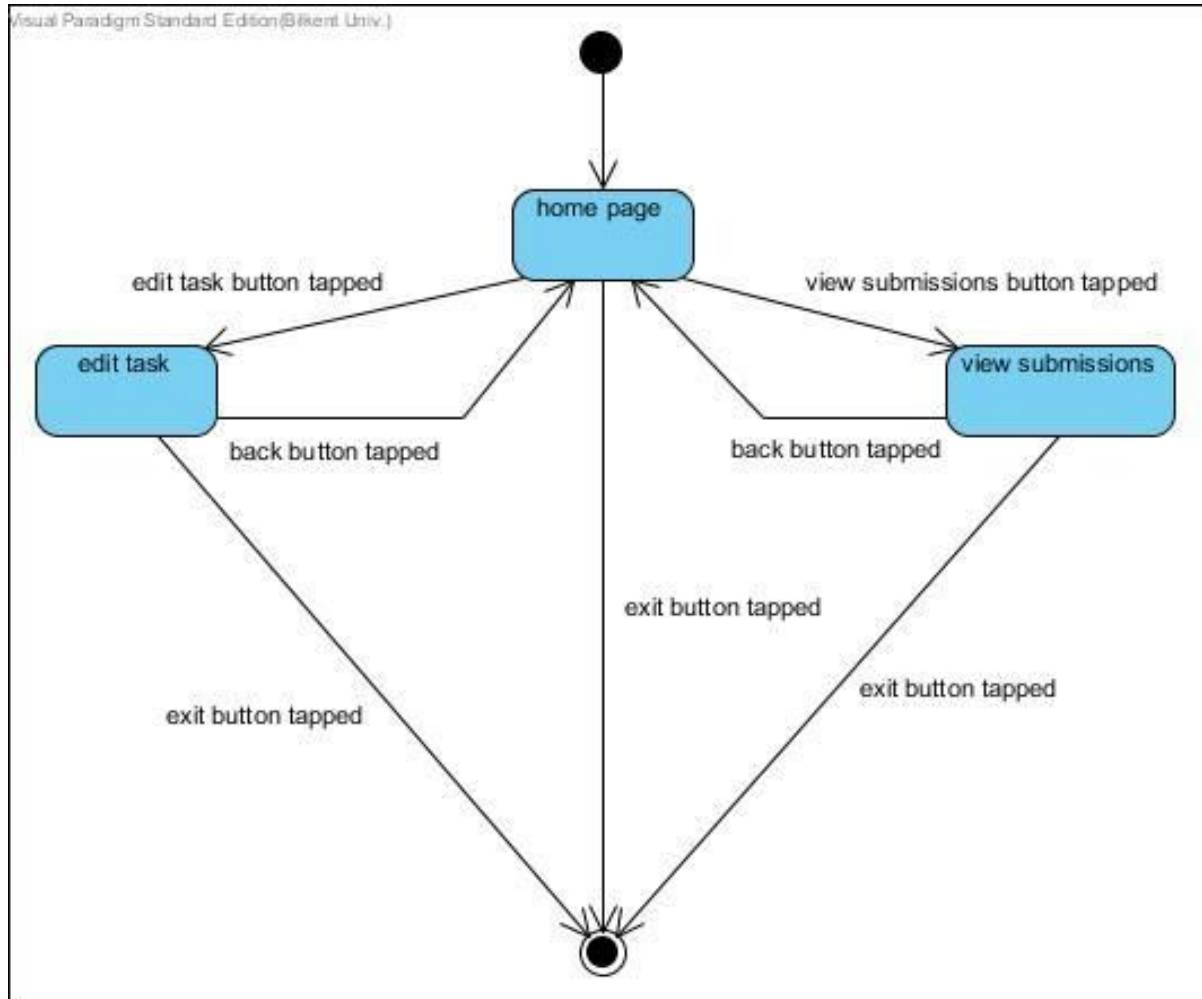 Visual Paradigm Standard Edition(Bilkent Univ.)
home page
edit task button tapped
view submissions button tapped
edit task
view submissions
back button tapped
back button tapped
exit button tapped
exit button tapped
exit button tapped